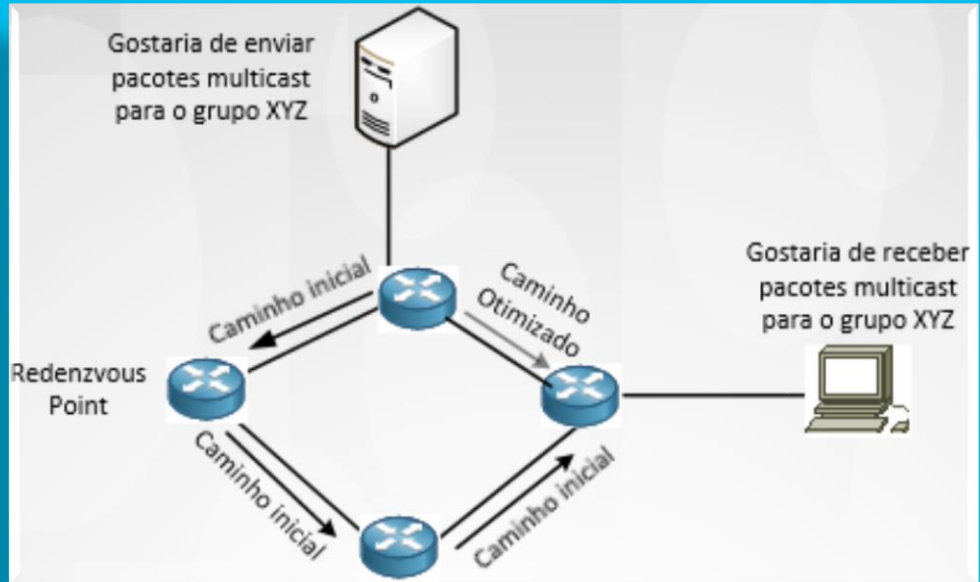 Gostaria de enviar
pacotes multicast
para o grupo XYZ
Caminho inicial
Caminho
Otimizado
Gostaria de receber
pacotes multicast
para o grupo XYZ
Redenzvous
Point
Caminho inicial
Caminho inicial